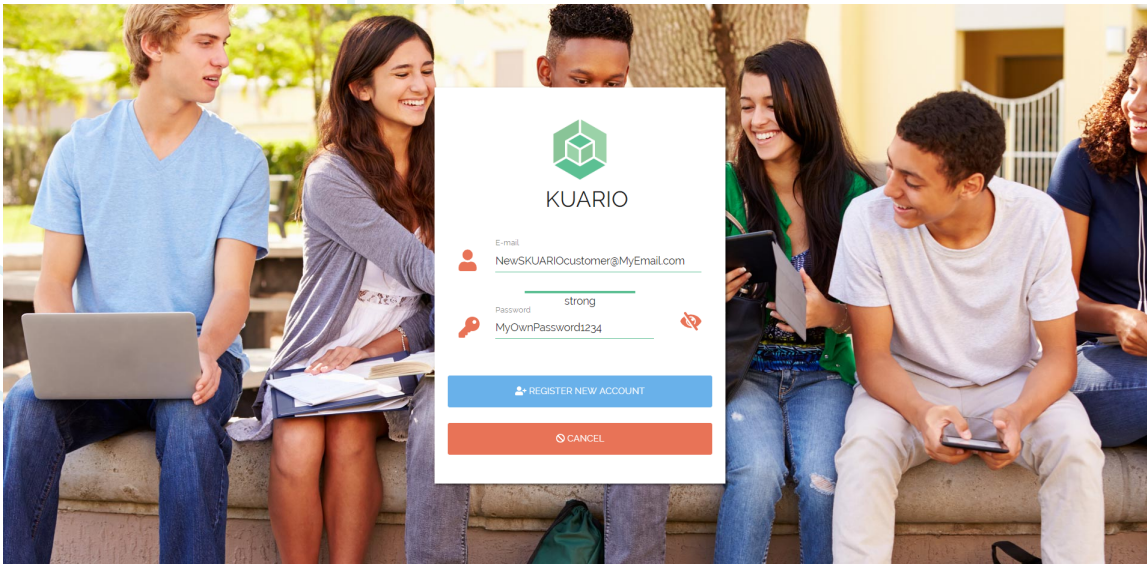 KUARIO
E-mail
NewSKUARIOcustomer@MyEmail.com
strong
Password
MyOwnPassword1234
REGISTER NEW ACCOUNT
CANCEL